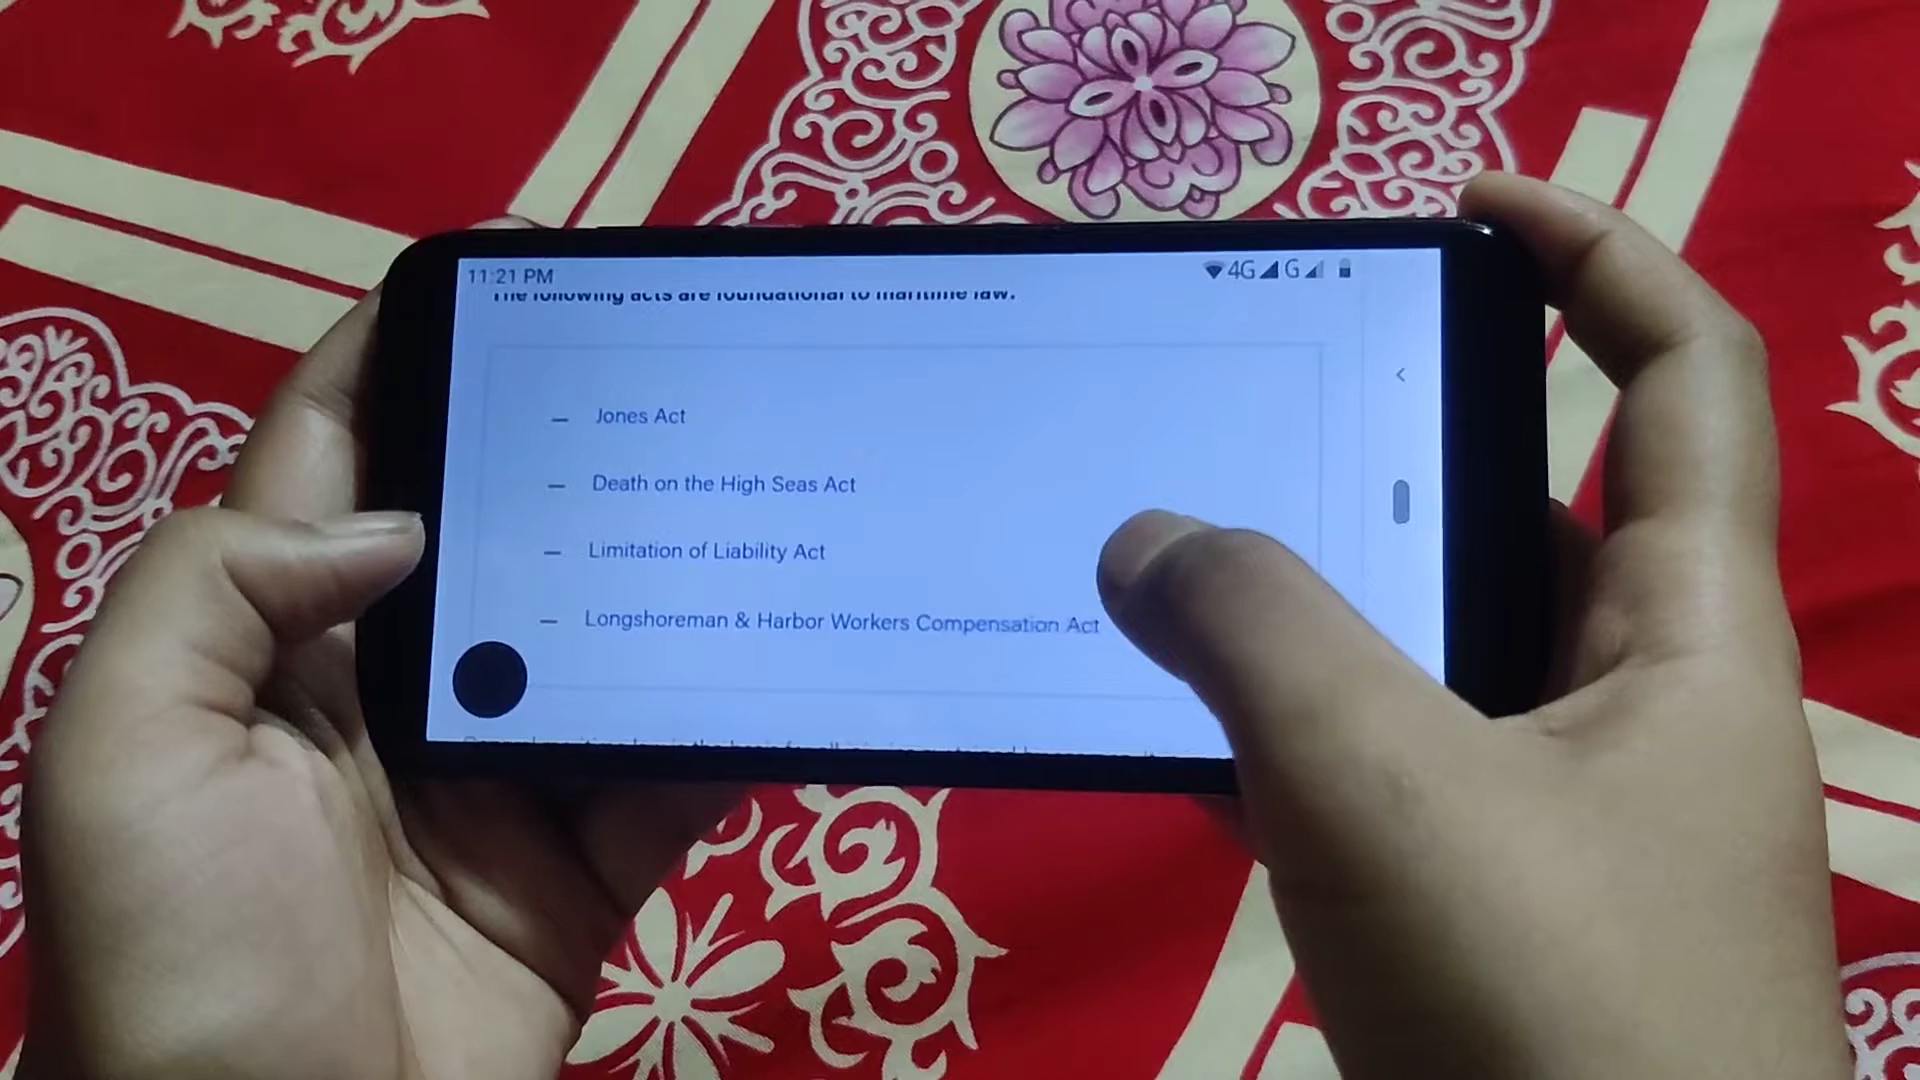 11:21 PM 4G G
The following acts are foundational to maritime law.
– Jones Act
– Death on the High Seas Act
– Limitation of Liability Act
– Longshoreman & Harbor Workers Compensation Act